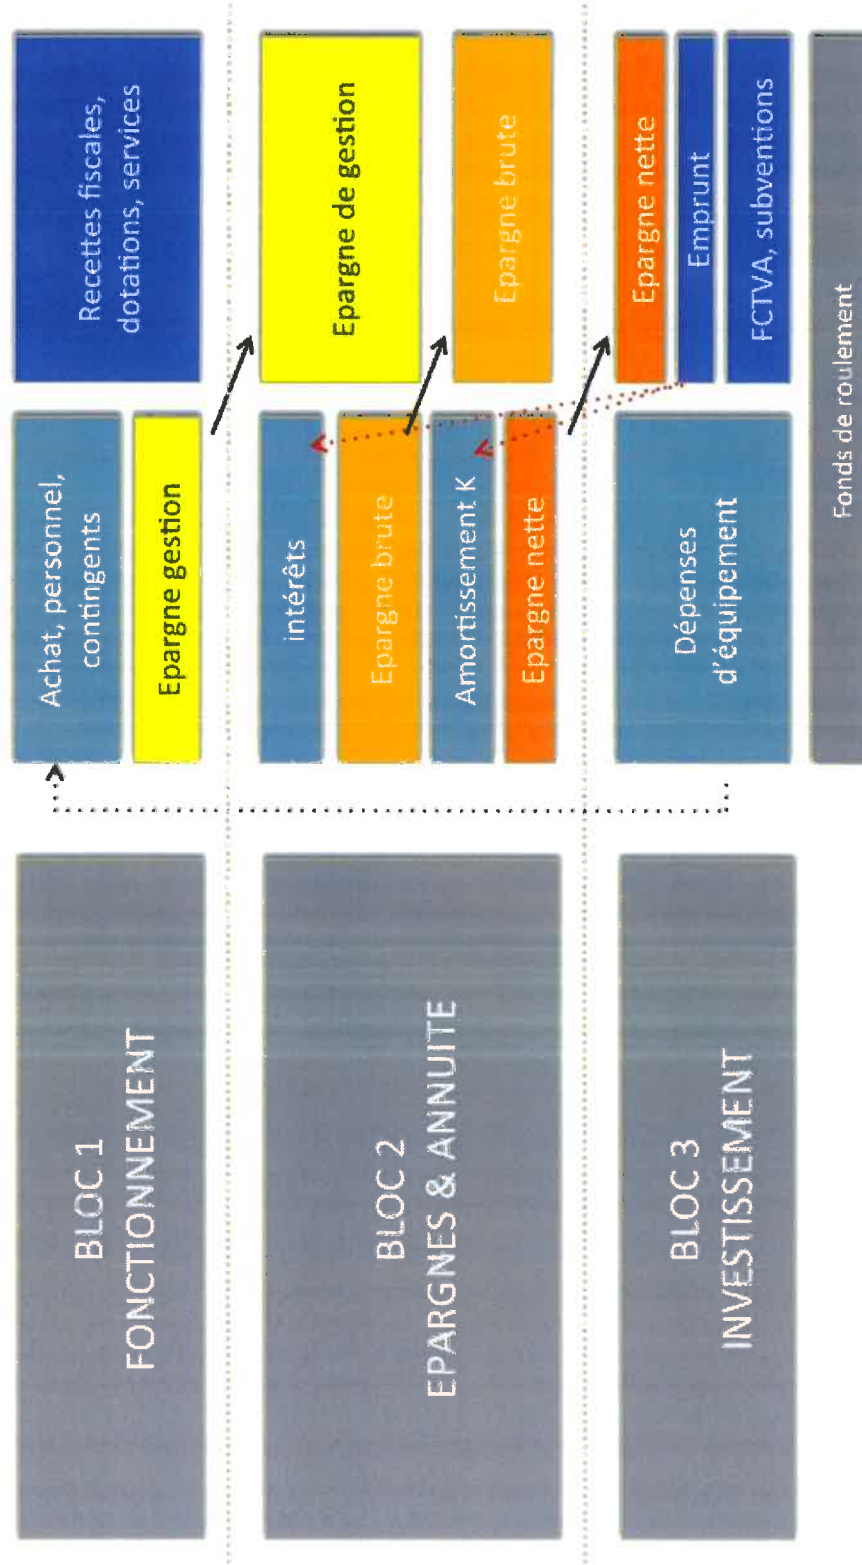 BLOC 1
FONCTIONNEMENT
Achat, personnel,
contingents
Epargne gestion
Recettes fiscales,
dotations, services
BLOC 2
EPARGNES & ANNUITE
intérêts
Epargne brute
Amortissement K
Epargne nette
Epargne de gestion
Epargne brute
BLOC 3
INVESTISSEMENT
Dépenses
d'équipement
Epargne nette
Emprunt
FCTVA, subventions
Fonds de roulement